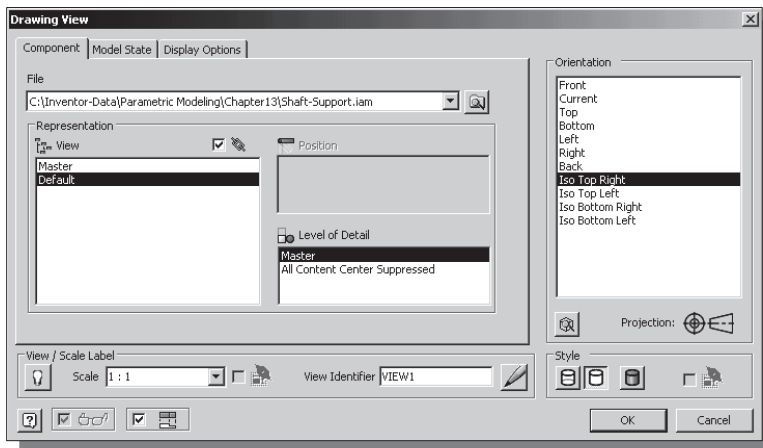 Drawing View
Component
Model State
Display Options
File
C:\Inventor-Data\Parametric Modeling\Chapter13\Shaft-Support.iam
Representation
View
Master
Default
Position
Level of Detail
Master
All Content Center Suppressed
Orientation
Front
Current
Top
Bottom
Left
Right
Back
Iso Top Right
Iso Top Left
Iso Bottom Right
Iso Bottom Left
Projection:
View / Scale Label
Scale
1 : 1
View Identifier
VIEW1
Style
?
OK
Cancel